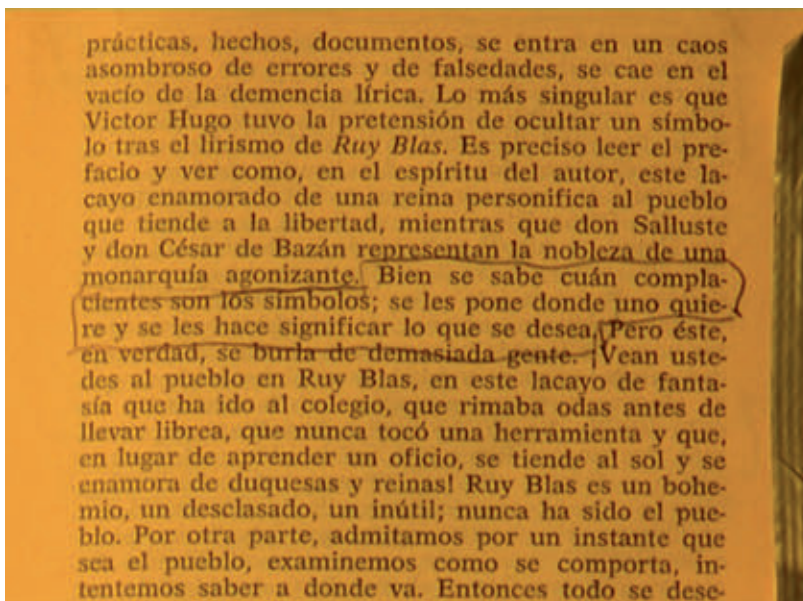 prácticas, hechos, documentos, se entra en un caos
asombroso de errores y de falsedades, se cae en el
vacío de la demencia lírica. Lo más singular es que
Victor Hugo tuvo la pretensión de ocultar un símbo-
lo tras el lirismo de Ruy Blas. Es preciso leer el pre-
facio y ver como, en el espíritu del autor, este la-
cayo enamorado de una reina personifica al pueblo
que tiende a la libertad, mientras que don Salluste
y don César de Bazán representan la nobleza de una
monarquía agonizante. Bien se sabe cuán compla-
cientes son los símbolos; se les pone donde uno quie-
re y se les hace significar lo que se desea. Pero éste,
en verdad, se burla de demasiada gente. ¡Vean uste-
des al pueblo en Ruy Blas, en este lacayo de fanta-
sía que ha ido al colegio, que rimaba odas antes de
llevar librea, que nunca tocó una herramienta y que,
en lugar de aprender un oficio, se tiende al sol y se
enamora de duquesas y reinas! Ruy Blas es un bohe-
mio, un desclasado, un inútil; nunca ha sido el pue-
blo. Por otra parte, admitamos por un instante que
sea el pueblo, examinemos como se comporta, in-
tentemos saber a donde va. Entonces todo se dese-